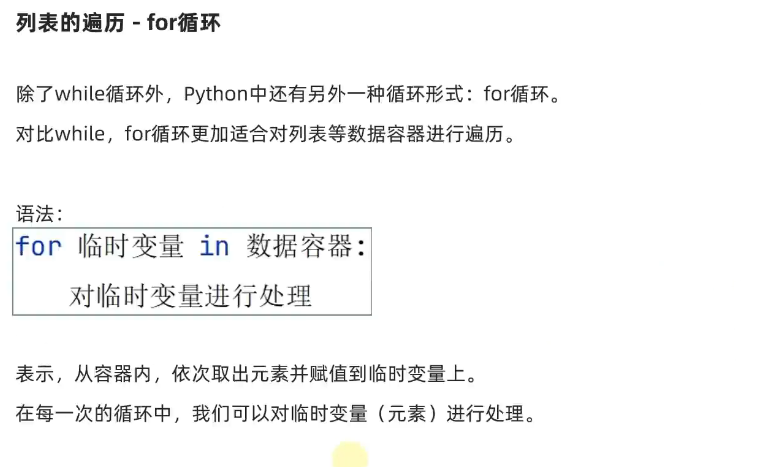 列表的遍历 - for循环
除了while循环外，Python中还有另外一种循环形式：for循环。
对比while，for循环更加适合对列表等数据容器进行遍历。
语法：
for 临时变量 in 数据容器:
对临时变量进行处理
表示，从容器内，依次取出元素并赋值到临时变量上。
在每一次的循环中，我们可以对临时变量（元素）进行处理。